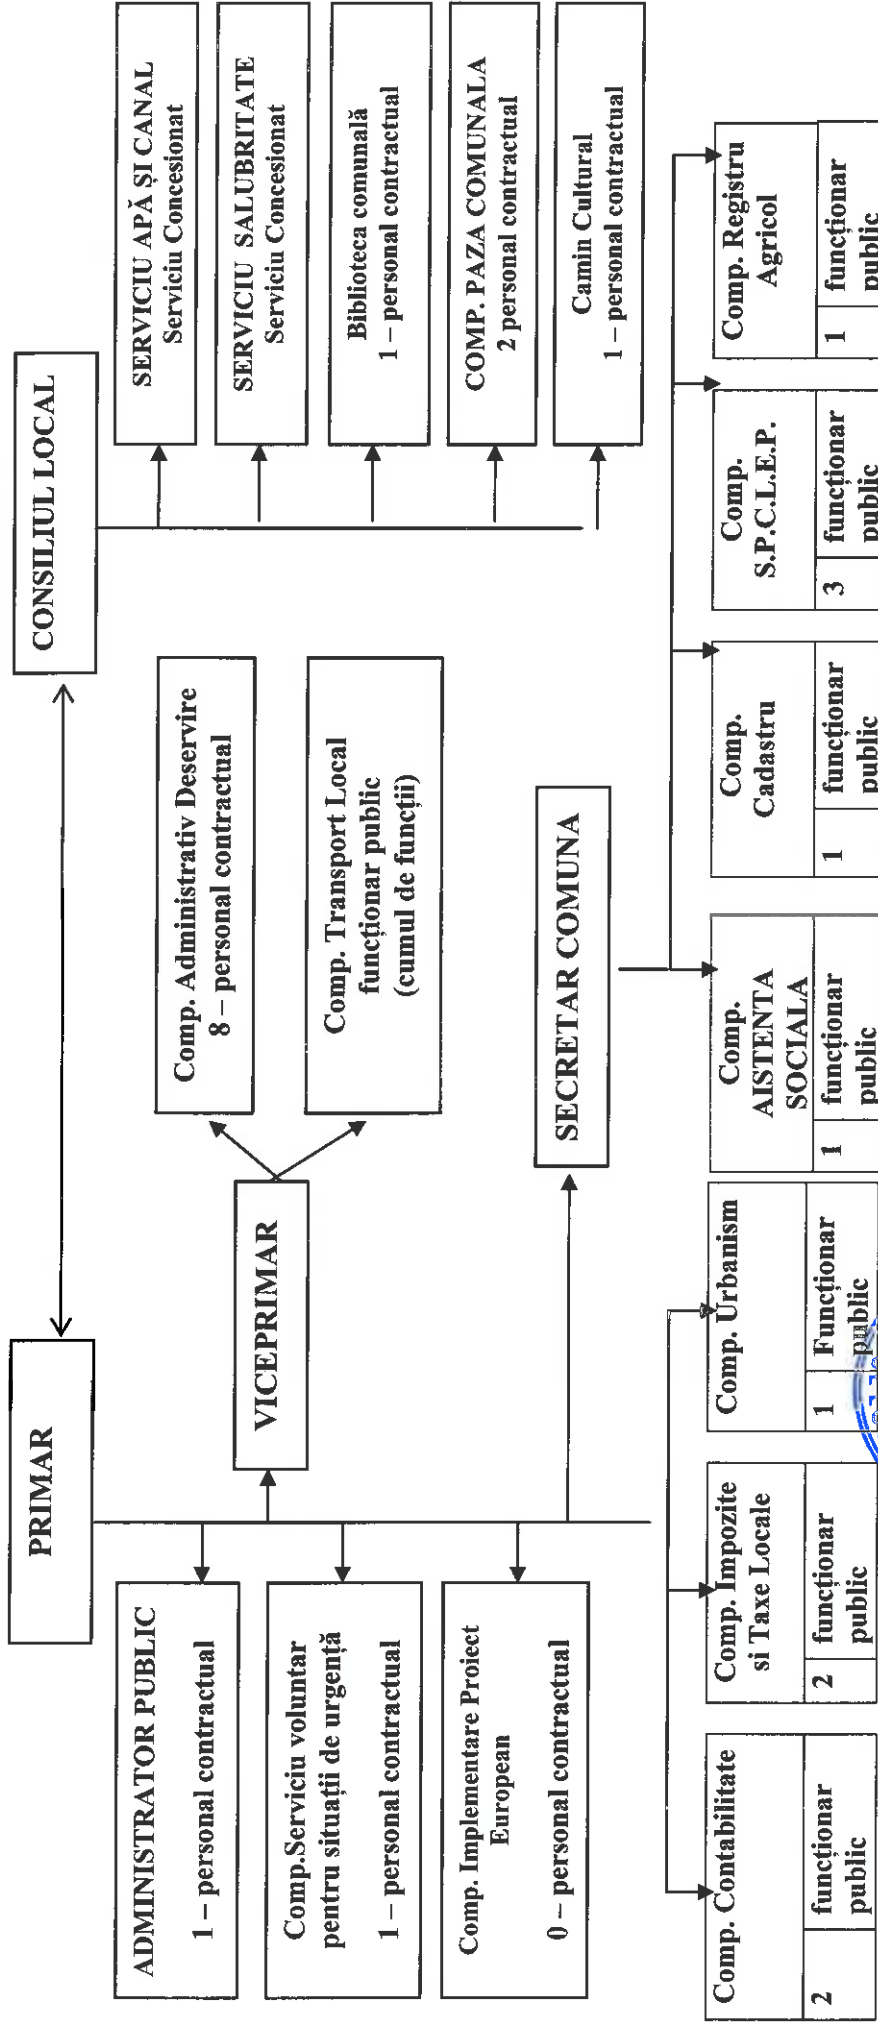 PRIMAR
CONSILIUL LOCAL
ADMINISTRATOR PUBLIC
1 – personal contractual
Comp.Serviciu voluntar
pentru situații de urgență
1 – personal contractual
Comp. Implementare Proiect
European
0 – personal contractual
VICEPRIMAR
Comp. Administrativ Deservire
8 – personal contractual
Comp. Transport Local
funcționar public
(cumul de funcții)
SECRETAR COMUNA
SERVICIU APĂ ȘI CANAL
Serviciu Concesionat
SERVICIU SALUBRITATE
Serviciu Concesionat
Biblioteca comunală
1 – personal contractual
COMP. PAZA COMUNALA
2 personal contractual
Camin Cultural
1 – personal contractual
Comp. Contabilitate
2 funcționar
public
Comp. Impozite
si Taxe Locale
2 funcționar
public
Comp. Urbanism
1 Funcționar
public
Comp.
AISTENTA
SOCIALA
1 funcționar
public
Comp.
Cadastru
1 funcționar
public
Comp.
S.P.C.L.E.P.
3 funcționar
public
Comp. Registru
Agricol
1 funcționar
public